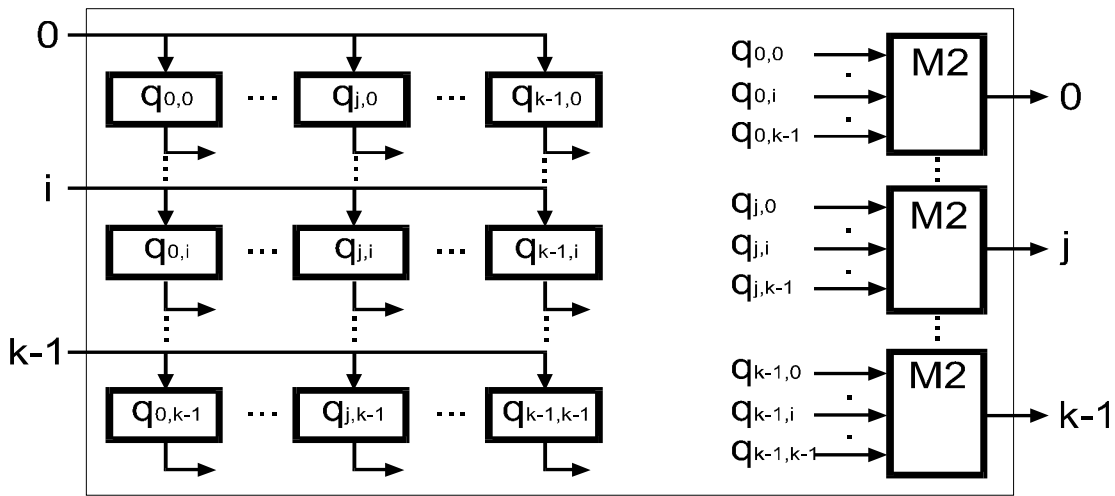 0
q0,0 ... qj,0 ... qk-1,0
i
q0,i ... qj,i ... qk-1,i
k-1
q0,k-1 ... qj,k-1 ... qk-1,k-1
q0,0
q0,i
q0,k-1
M2
0
qj,0
qj,i
qj,k-1
M2
j
qk-1,0
qk-1,i
qk-1,k-1
M2
k-1